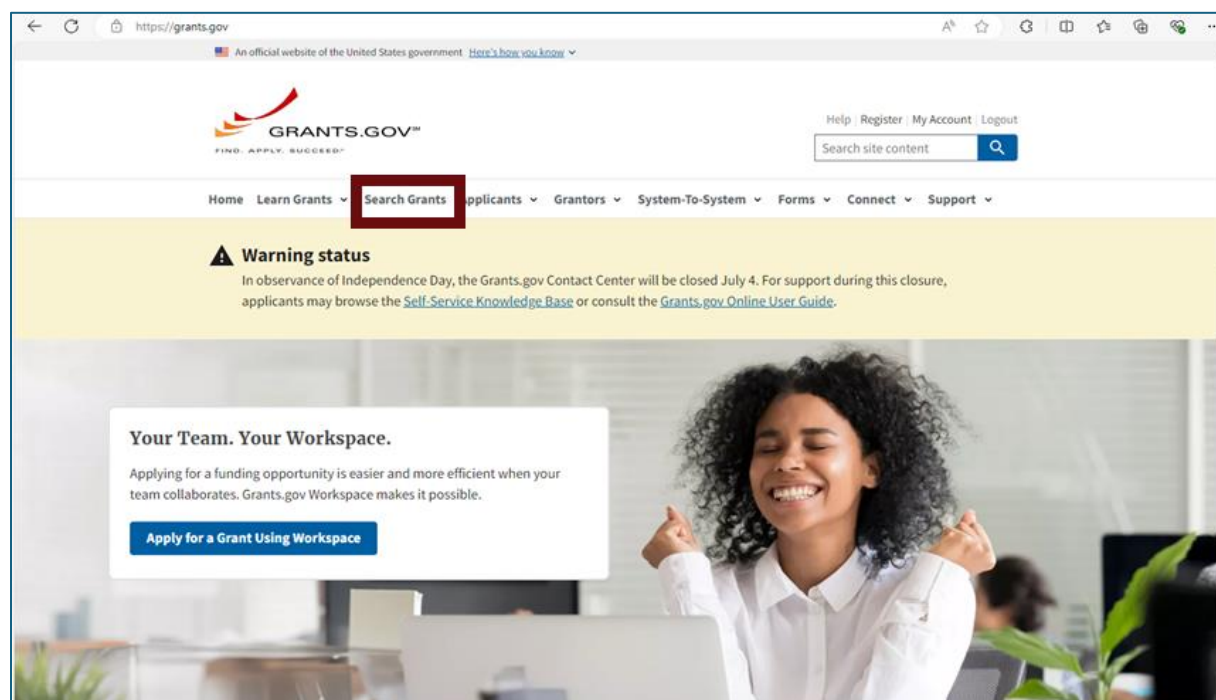 https://grants.gov
An official website of the United States government Here's how you know
GRANTS.GOV℠
FIND. APPLY. SUCCEED.℠
Help | Register | My Account | Logout
Search site content
Home Learn Grants Search Grants pplicants Grantors System-To-System Forms Connect Support
Warning status
In observance of Independence Day, the Grants.gov Contact Center will be closed July 4. For support during this closure,
applicants may browse the Self-Service Knowledge Base or consult the Grants.gov Online User Guide.
Your Team. Your Workspace.
Applying for a funding opportunity is easier and more efficient when your
team collaborates. Grants.gov Workspace makes it possible.
Apply for a Grant Using Workspace